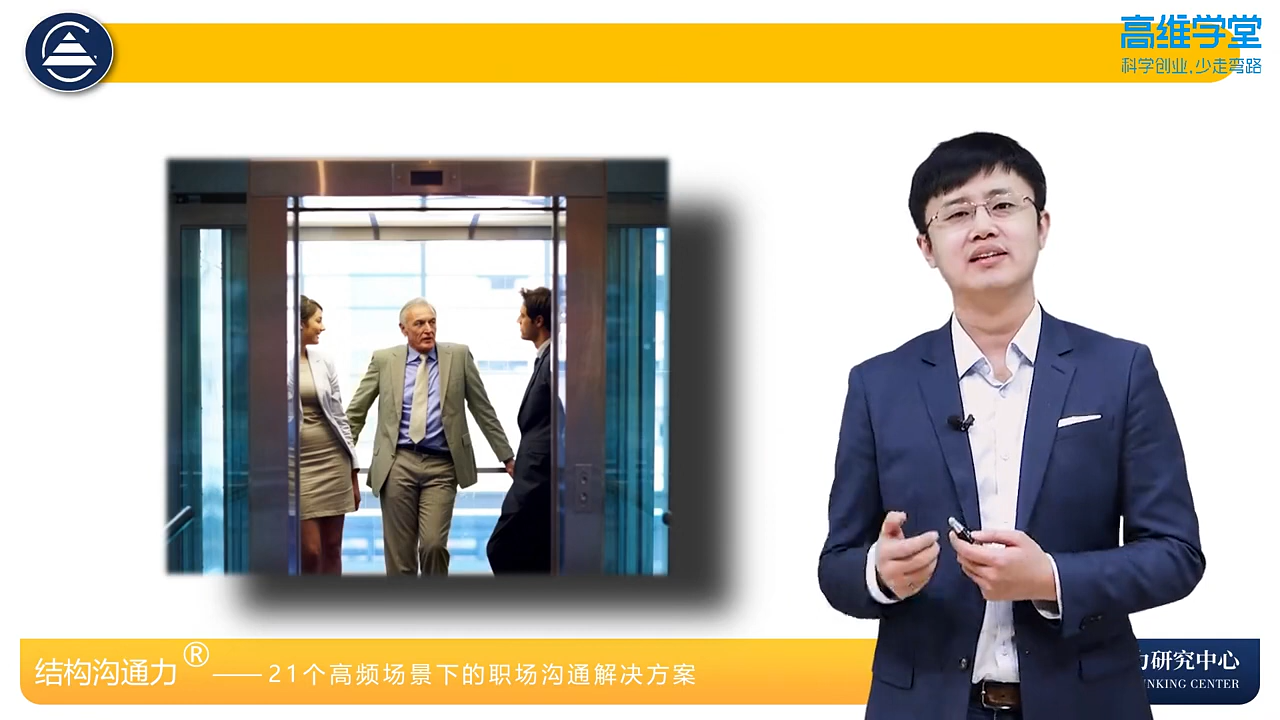 高维学堂
科学创业,少走弯路
结构沟通力®——21个高频场景下的职场沟通解决方案
力研究中心
NKING CENTER